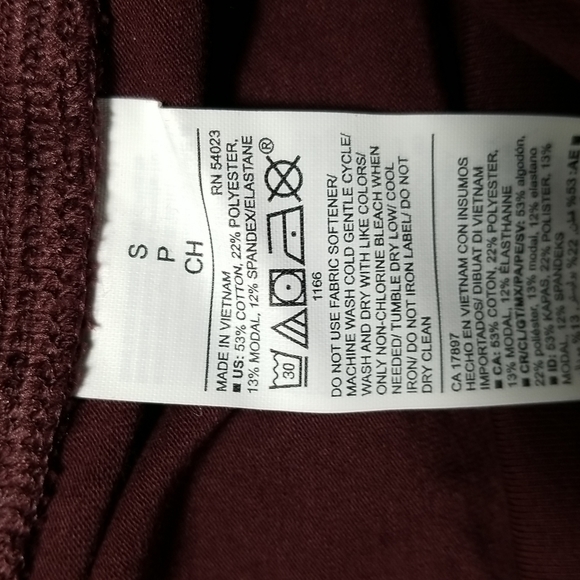 S
P
CH
MADE IN VIETNAM RN 54023
■ US: 53% COTTON, 22% POLYESTER,
13% MODAL, 12% SPANDEX/ELASTANE
30
®
1166
DO NOT USE FABRIC SOFTENER/
MACHINE WASH COLD GENTLE CYCLE/
WASH AND DRY WITH LIKE COLORS/
ONLY NON-CHLORINE BLEACH WHEN
NEEDED/ TUMBLE DRY LOW/ COOL
IRON/ DO NOT IRON LABEL/ DO NOT
DRY CLEAN
CA 17897
HECHO EN VIETNAM CON INSUMOS
IMPORTADOS/ DIBUAT DI VIETNAM
■ CA: 53% COTON, 22% POLYESTER,
13% MODAL, 12% ÉLASTHANNE
■ CR/CL/GT/MX/PA/PE/SV: 53% algodón,
22% poliéster, 13% modal, 12% elastano
■ ID: 53% KAPAS, 22% POLIESTER, 13%
MODAL, 12% SPANDEKS
■ AE: 53%